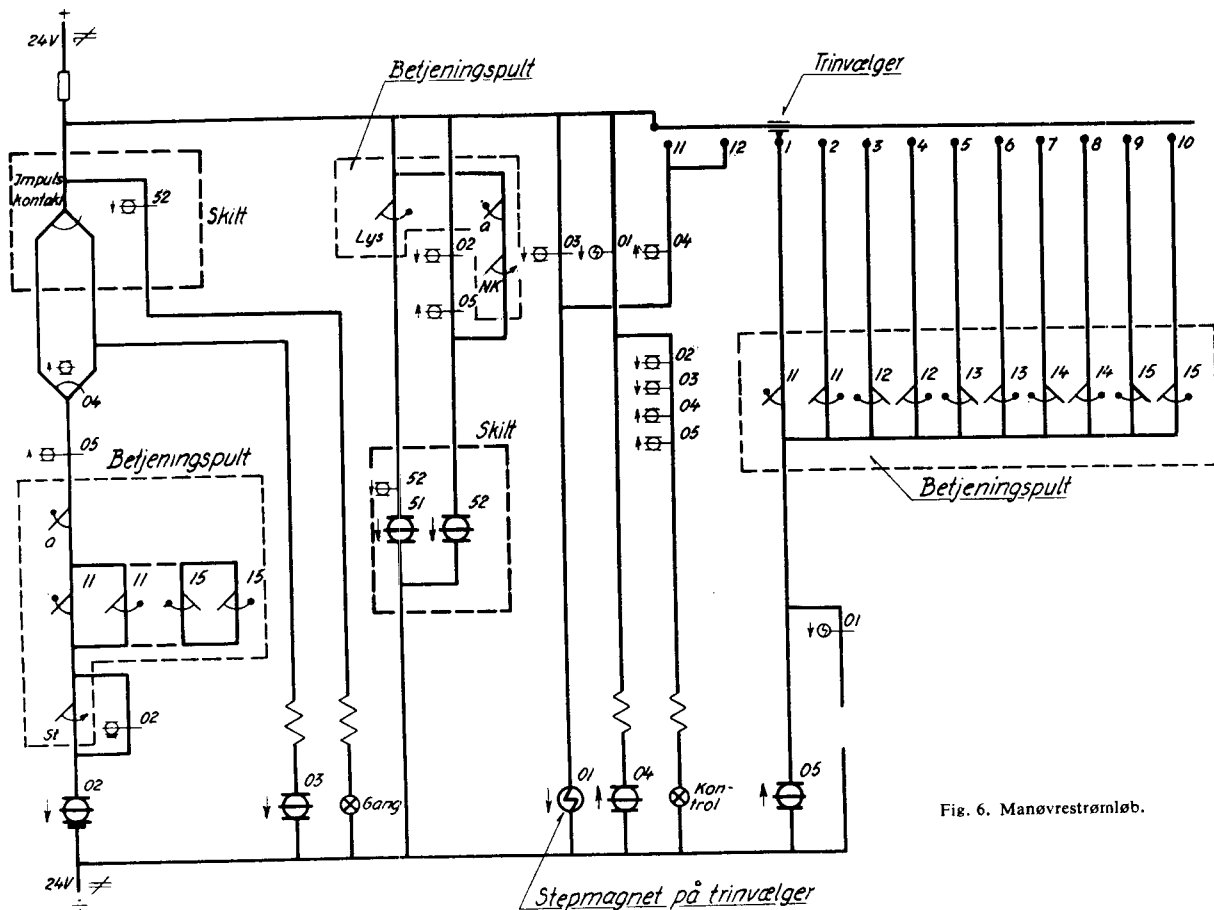 +
24V
Betjeningspult
Trinvælger
11 12 1 2 3 4 5 6 7 8 9 10
Impuls
kontakt
52
Skilt
Lys
a
02
03
01
04
NK
05
04
02
03
04
05
05
Betjeningspult
a
11 11 15 15
St
02
11 11 12 12 13 13 14 14 15 15
Betjeningspult
Skilt
52
51
52
01
02
03
Gang
01
04
Kon-
trol
05
Fig. 6. Manøvrestrømløb.
24V
Stepmagnet på trinvælger